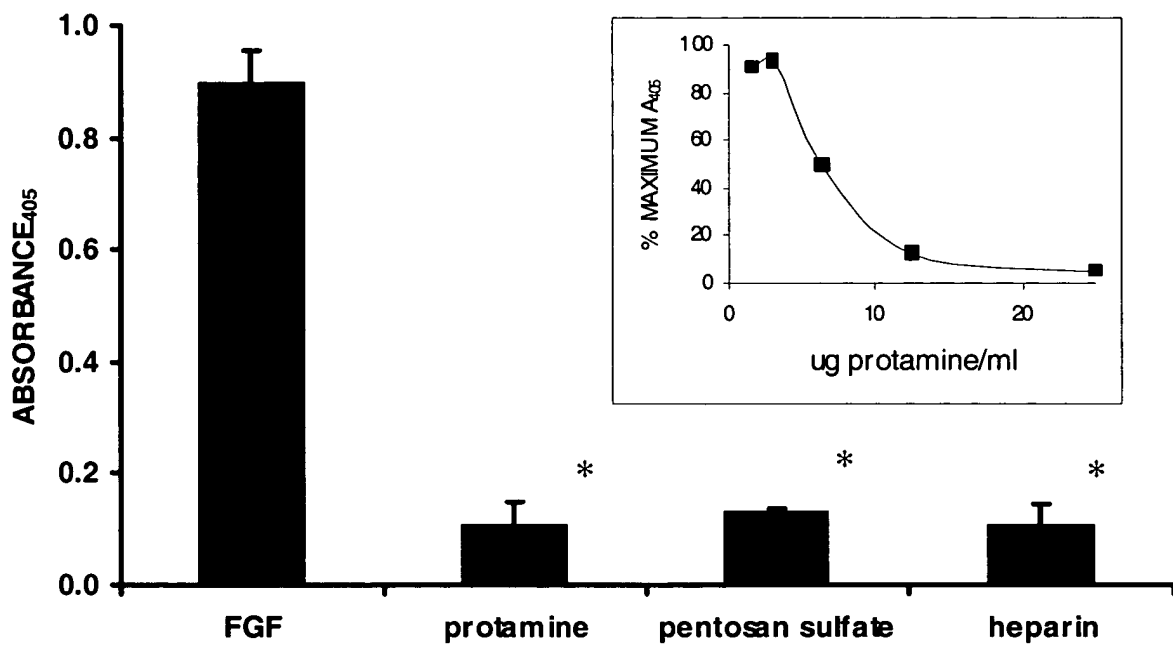 1.0
0.8
0.6
0.4
0.2
0.0
ABSORBANCE405
FGF protamine pentosan sulfate heparin
* * *
100
80
60
40
20
0
% MAXIMUM A405
0 10 20
ug protamine/ml